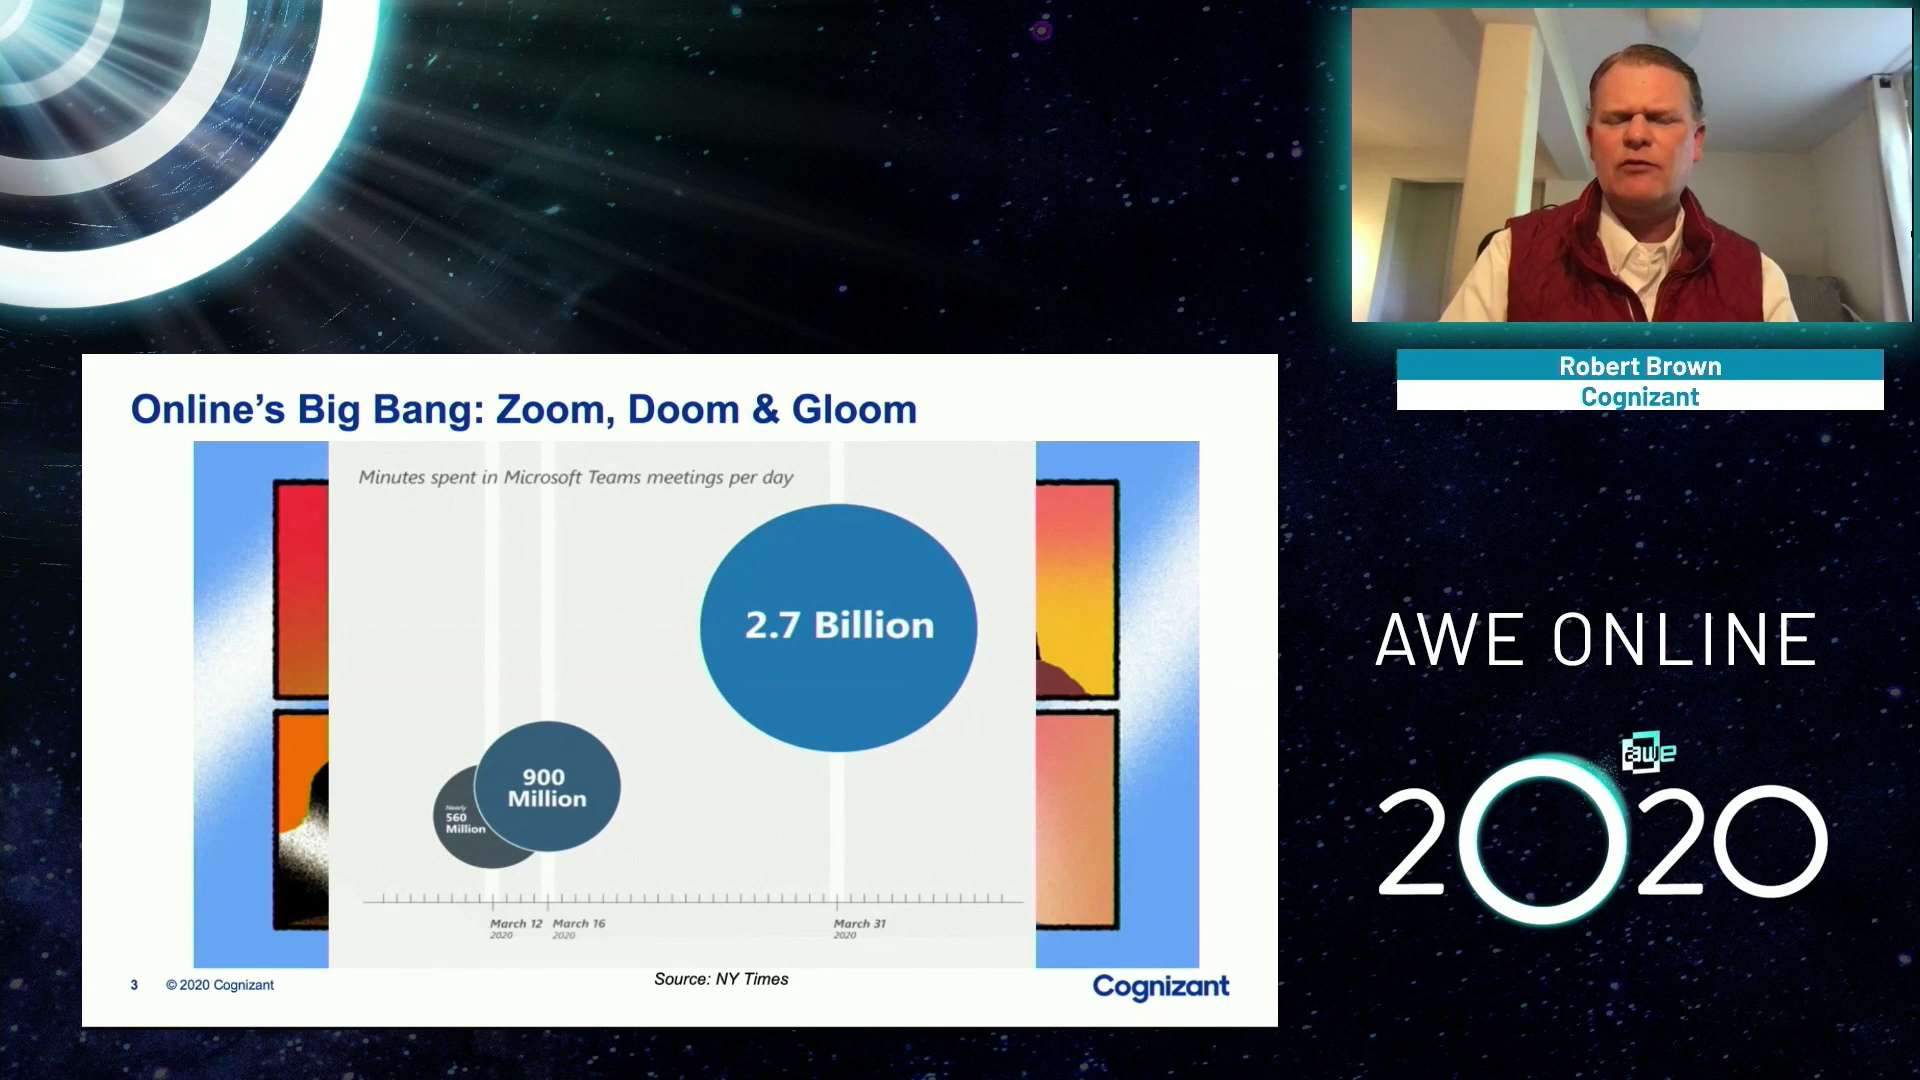 Robert Brown
Cognizant
Online's Big Bang: Zoom, Doom & Gloom
Minutes spent in Microsoft Teams meetings per day
2.7 Billion
900
Million
Nearly
560
Million
March 12
2020
March 16
2020
March 31
2020
Source: NY Times
3 © 2020 Cognizant
Cognizant
AWE ONLINE
awe
2020